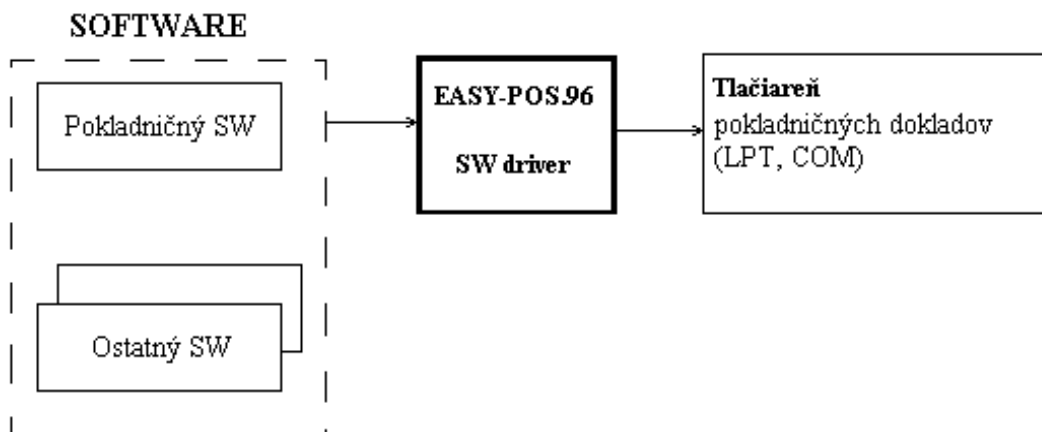 SOFTWARE
Pokladničný SW
Ostatný SW
EASY-POS.96
SW driver
Tlačiareň
pokladničných dokladov
(LPT, COM)